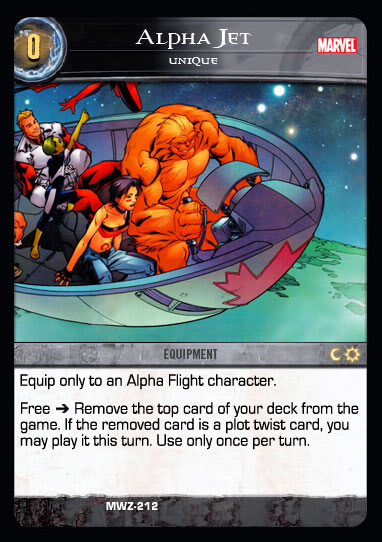 0
Alpha Jet
MARVEL
UNIQUE
EQUIPMENT
Equip only to an Alpha Flight character.
Free ➔ Remove the top card of your deck from the
game. If the removed card is a plot twist card, you
may play it this turn. Use only once per turn.
MWZ-212